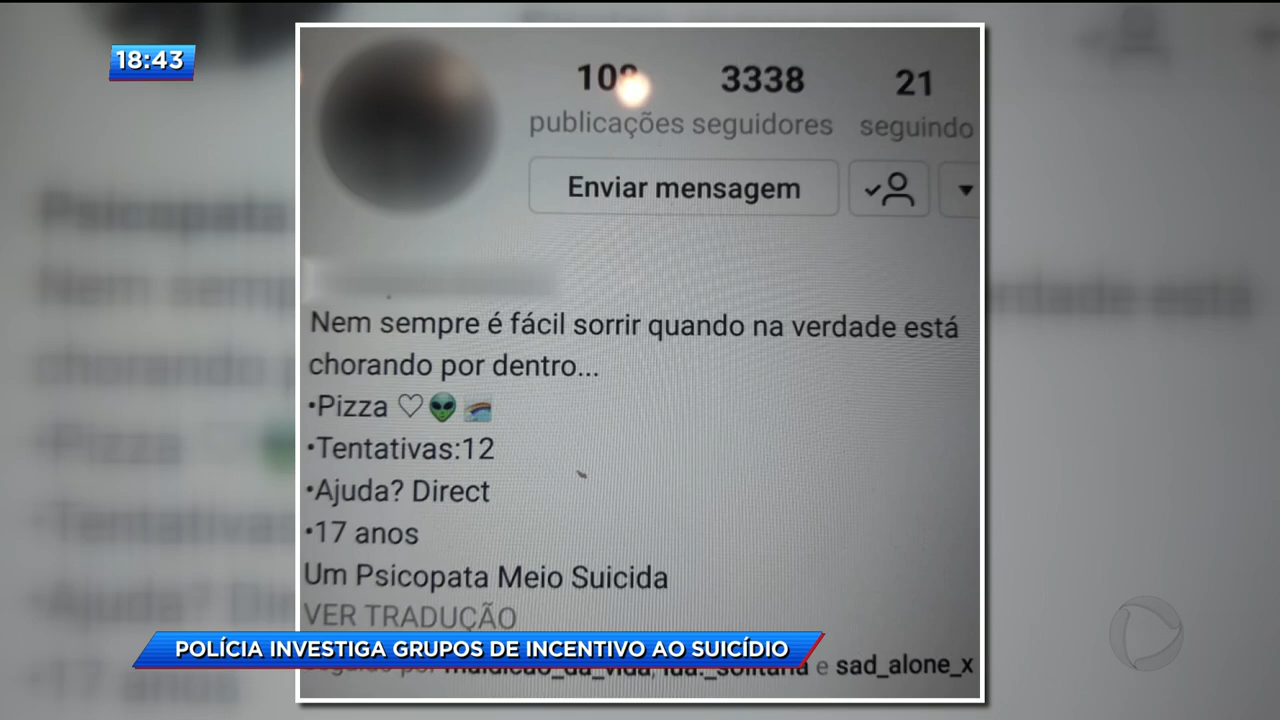 18:43
3338
21
publicações seguidores seguindo
Enviar mensagem
Nem sempre é fácil sorrir quando na verdade está
chorando por dentro...
•Pizza ♡👽🌈
•Tentativas:12
•Ajuda? Direct
•17 anos
Um Psicopata Meio Suicida
VER TRADUÇÃO
POLÍCIA INVESTIGA GRUPOS DE INCENTIVO AO SUICÍDIO
e sad_alone_x